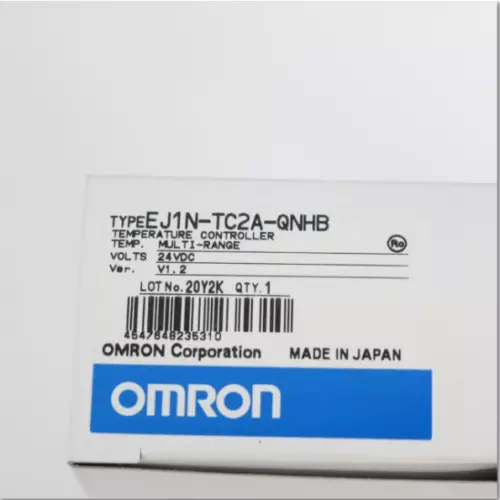 TYPE EJ1N-TC2A-QNHB
TEMPERATURE CONTROLLER
TEMP. MULTI-RANGE
VOLTS 24VDC
Ver. V1.2
LOT No. 20Y2K QTY. 1
4547648235310
OMRON Corporation MADE IN JAPAN
OMRON